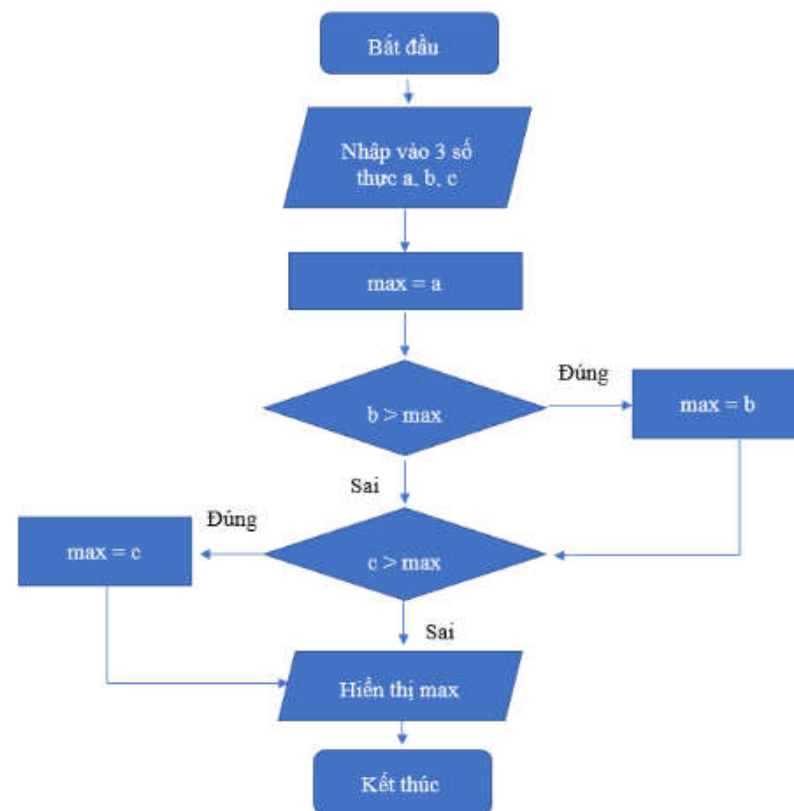 Bắt đầu
Nhập vào 3 số
thực a, b, c
max = a
b > max
Đúng
max = b
Sai
c > max
Đúng
max = c
Sai
Hiển thị max
Kết thúc